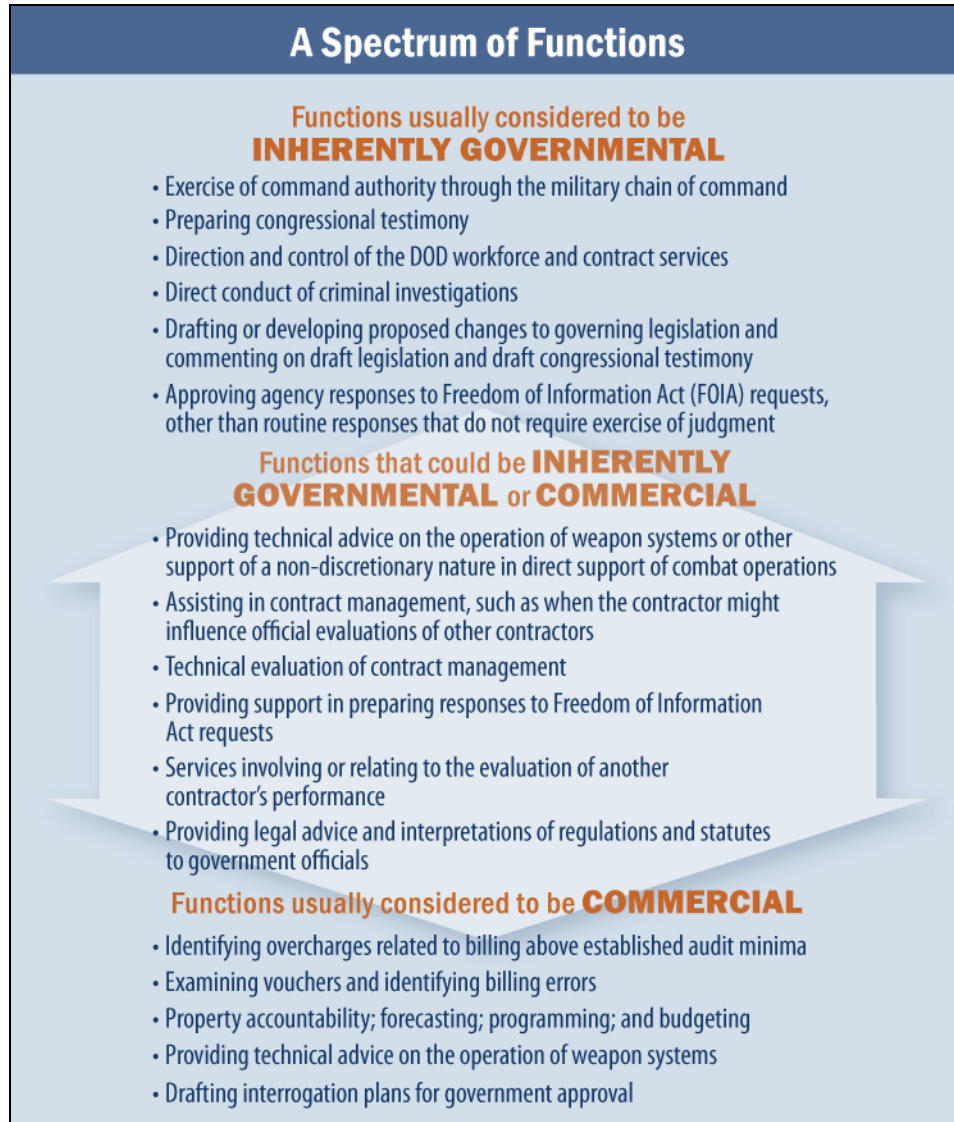 A Spectrum of Functions
Functions usually considered to be
INHERENTLY GOVERNMENTAL
• Exercise of command authority through the military chain of command
• Preparing congressional testimony
• Direction and control of the DOD workforce and contract services
• Direct conduct of criminal investigations
• Drafting or developing proposed changes to governing legislation and
commenting on draft legislation and draft congressional testimony
• Approving agency responses to Freedom of Information Act (FOIA) requests,
other than routine responses that do not require exercise of judgment
Functions that could be INHERENTLY
GOVERNMENTAL or COMMERCIAL
• Providing technical advice on the operation of weapon systems or other
support of a non-discretionary nature in direct support of combat operations
• Assisting in contract management, such as when the contractor might
influence official evaluations of other contractors
• Technical evaluation of contract management
• Providing support in preparing responses to Freedom of Information
Act requests
• Services involving or relating to the evaluation of another
contractor's performance
• Providing legal advice and interpretations of regulations and statutes
to government officials
Functions usually considered to be COMMERCIAL
• Identifying overcharges related to billing above established audit minima
• Examining vouchers and identifying billing errors
• Property accountability; forecasting; programming; and budgeting
• Providing technical advice on the operation of weapon systems
• Drafting interrogation plans for government approval